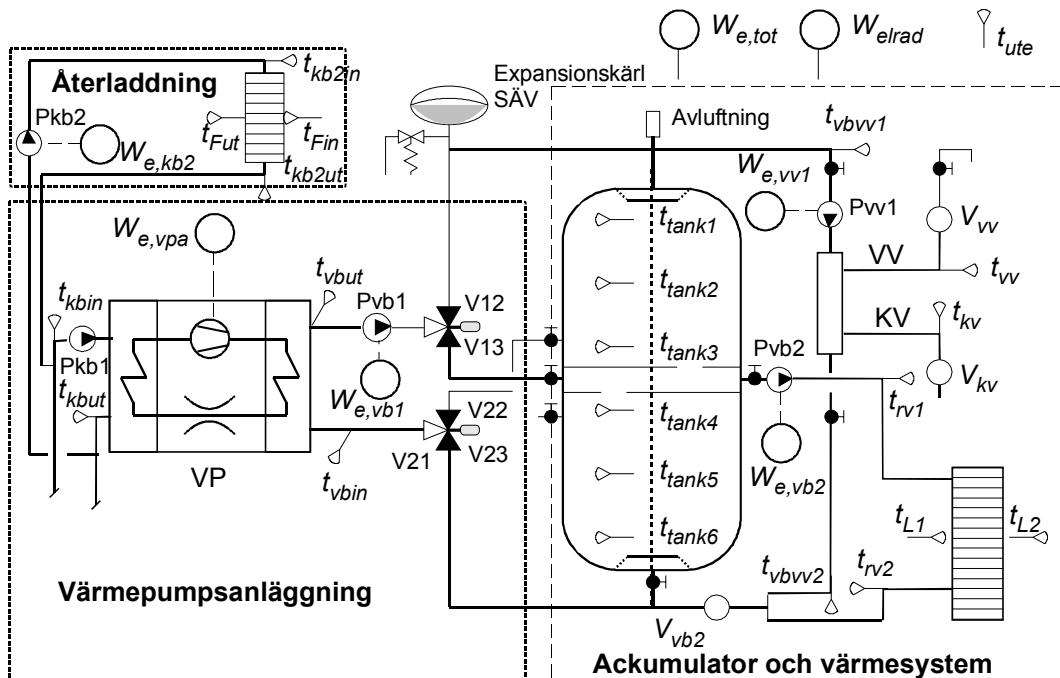 W_e,tot
W_elrad
t_ute
Återladdning
t_kb2in
Pkb2
t_Fut
t_Fin
W_e,kb2
t_kb2ut
Expansionskärl
SÄV
Avluftning
t_vbvv1
W_e,vv1
Pvv1
V_vv
VV
t_vv
KV
t_kv
V_kv
W_e,vpa
t_kbin
Pkb1
t_kbut
VP
t_vbut
Pvb1
V12
V13
W_e,vb1
V22
V21
V23
t_vbin
Värmepumpsanläggning
t_tank1
t_tank2
t_tank3
t_tank4
t_tank5
t_tank6
Pvb2
t_rv1
W_e,vb2
t_L1
t_L2
t_vbvv2
t_rv2
V_vb2
Ackumulator och värmesystem